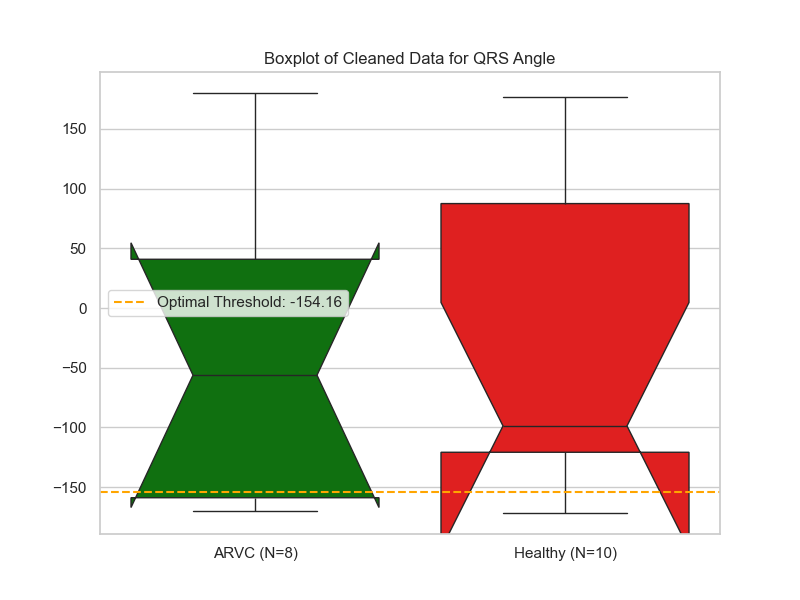 Boxplot of Cleaned Data for QRS Angle
150
100
50
0
−50
−100
−150
Optimal Threshold: -154.16
ARVC (N=8)
Healthy (N=10)